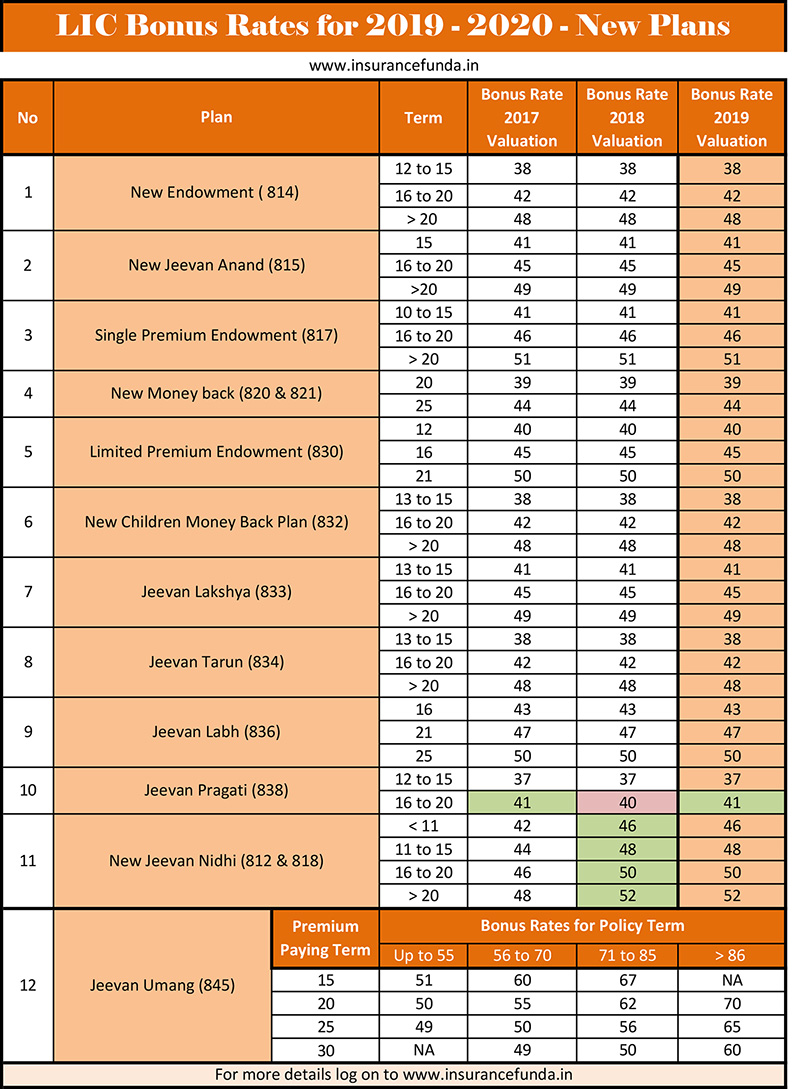 LIC Bonus Rates for 2019 - 2020 - New Plans
www.insurancefunda.in
No Plan Term Bonus Rate 2017 Valuation Bonus Rate 2018 Valuation Bonus Rate 2019 Valuation
1 New Endowment ( 814) 12 to 15 38 38 38
16 to 20 42 42 42
> 20 48 48 48
2 New Jeevan Anand (815) 15 41 41 41
16 to 20 45 45 45
>20 49 49 49
3 Single Premium Endowment (817) 10 to 15 41 41 41
16 to 20 46 46 46
> 20 51 51 51
4 New Money back (820 & 821) 20 39 39 39
25 44 44 44
5 Limited Premium Endowment (830) 12 40 40 40
16 45 45 45
21 50 50 50
6 New Children Money Back Plan (832) 13 to 15 38 38 38
16 to 20 42 42 42
> 20 48 48 48
7 Jeevan Lakshya (833) 13 to 15 41 41 41
16 to 20 45 45 45
> 20 49 49 49
8 Jeevan Tarun (834) 13 to 15 38 38 38
16 to 20 42 42 42
> 20 48 48 48
9 Jeevan Labh (836) 16 43 43 43
21 47 47 47
25 50 50 50
10 Jeevan Pragati (838) 12 to 15 37 37 37
16 to 20 41 40 41
11 New Jeevan Nidhi (812 & 818) < 11 42 46 46
11 to 15 44 48 48
16 to 20 46 50 50
> 20 48 52 52
12 Jeevan Umang (845) Premium Paying Term Bonus Rates for Policy Term
Up to 55 56 to 70 71 to 85 > 86
15 51 60 67 NA
20 50 55 62 70
25 49 50 56 65
30 NA 49 50 60
For more details log on to www.insurancefunda.in